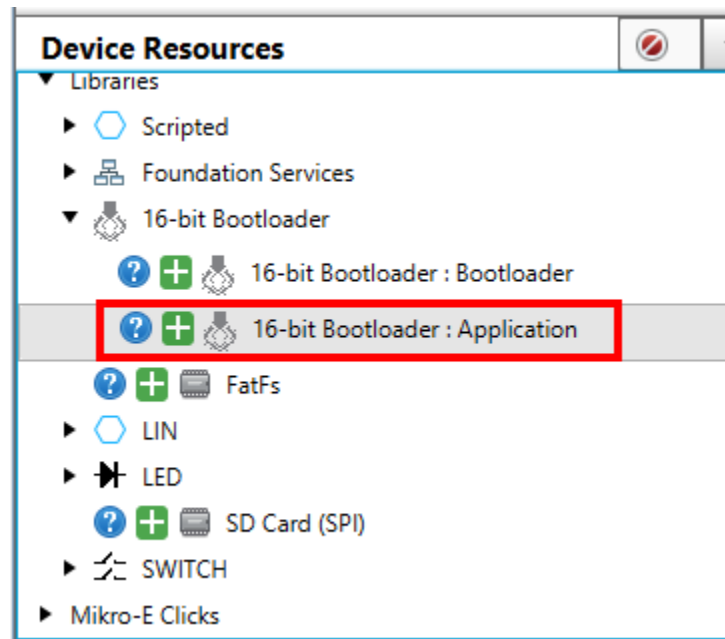 Device Resources
Libraries
Scripted
Foundation Services
16-bit Bootloader
16-bit Bootloader : Bootloader
16-bit Bootloader : Application
FatFs
LIN
LED
SD Card (SPI)
SWITCH
Mikro-E Clicks